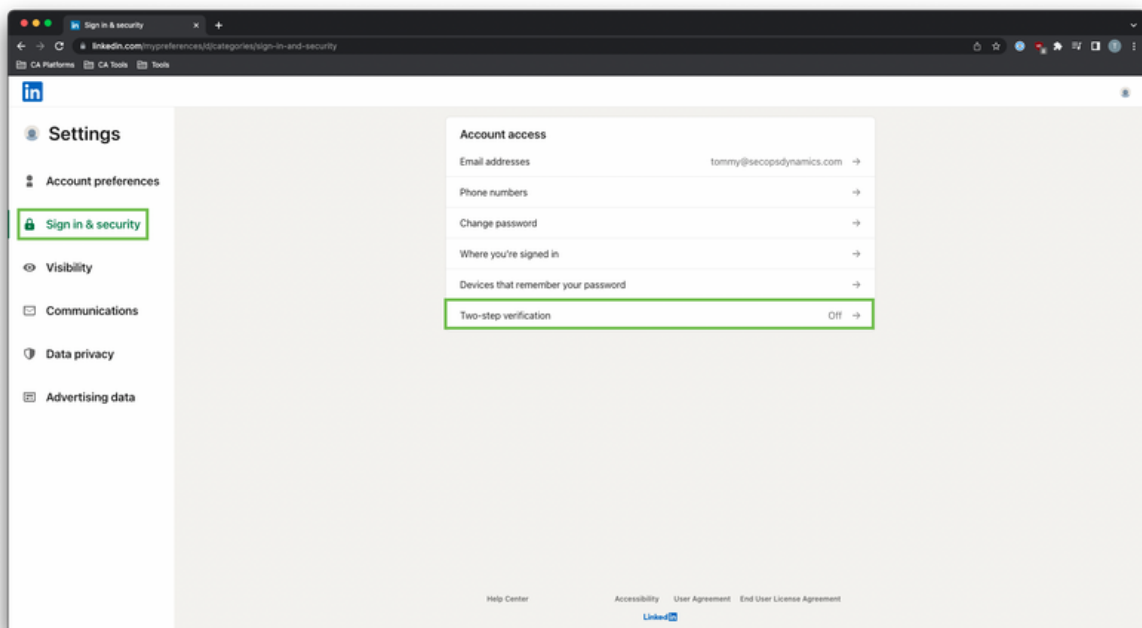 in Sign in & security
linkedin.com/mypreferences/d/categories/sign-in-and-security
CA Platforms CA Tools Tools
in
Settings
Account preferences
Sign in & security
Visibility
Communications
Data privacy
Advertising data
Account access
Email addresses tommy@secopsdynamics.com
Phone numbers
Change password
Where you're signed in
Devices that remember your password
Two-step verification Off
Help Center Accessibility User Agreement End User License Agreement
Linked in